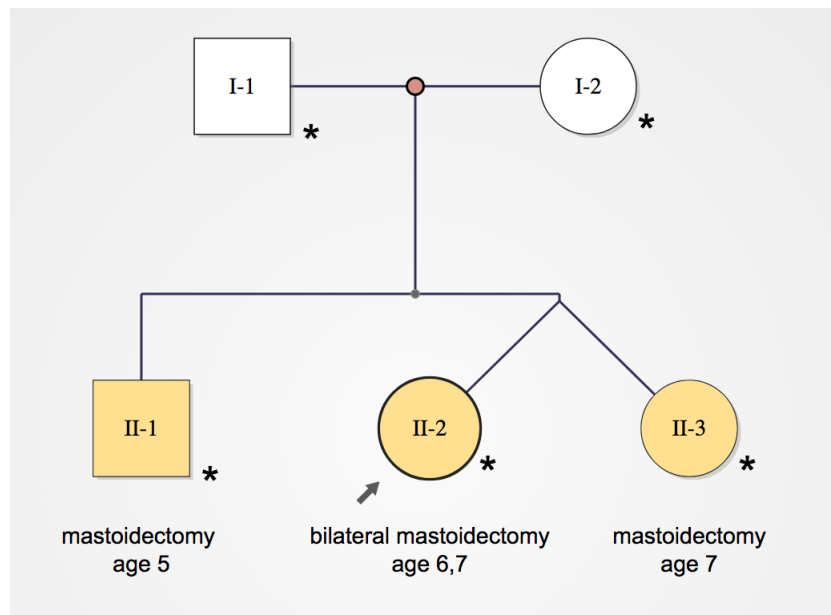 I-1
I-2
*
*
II-1
II-2
II-3
*
*
*
mastoidectomy
age 5
bilateral mastoidectomy
age 6,7
mastoidectomy
age 7